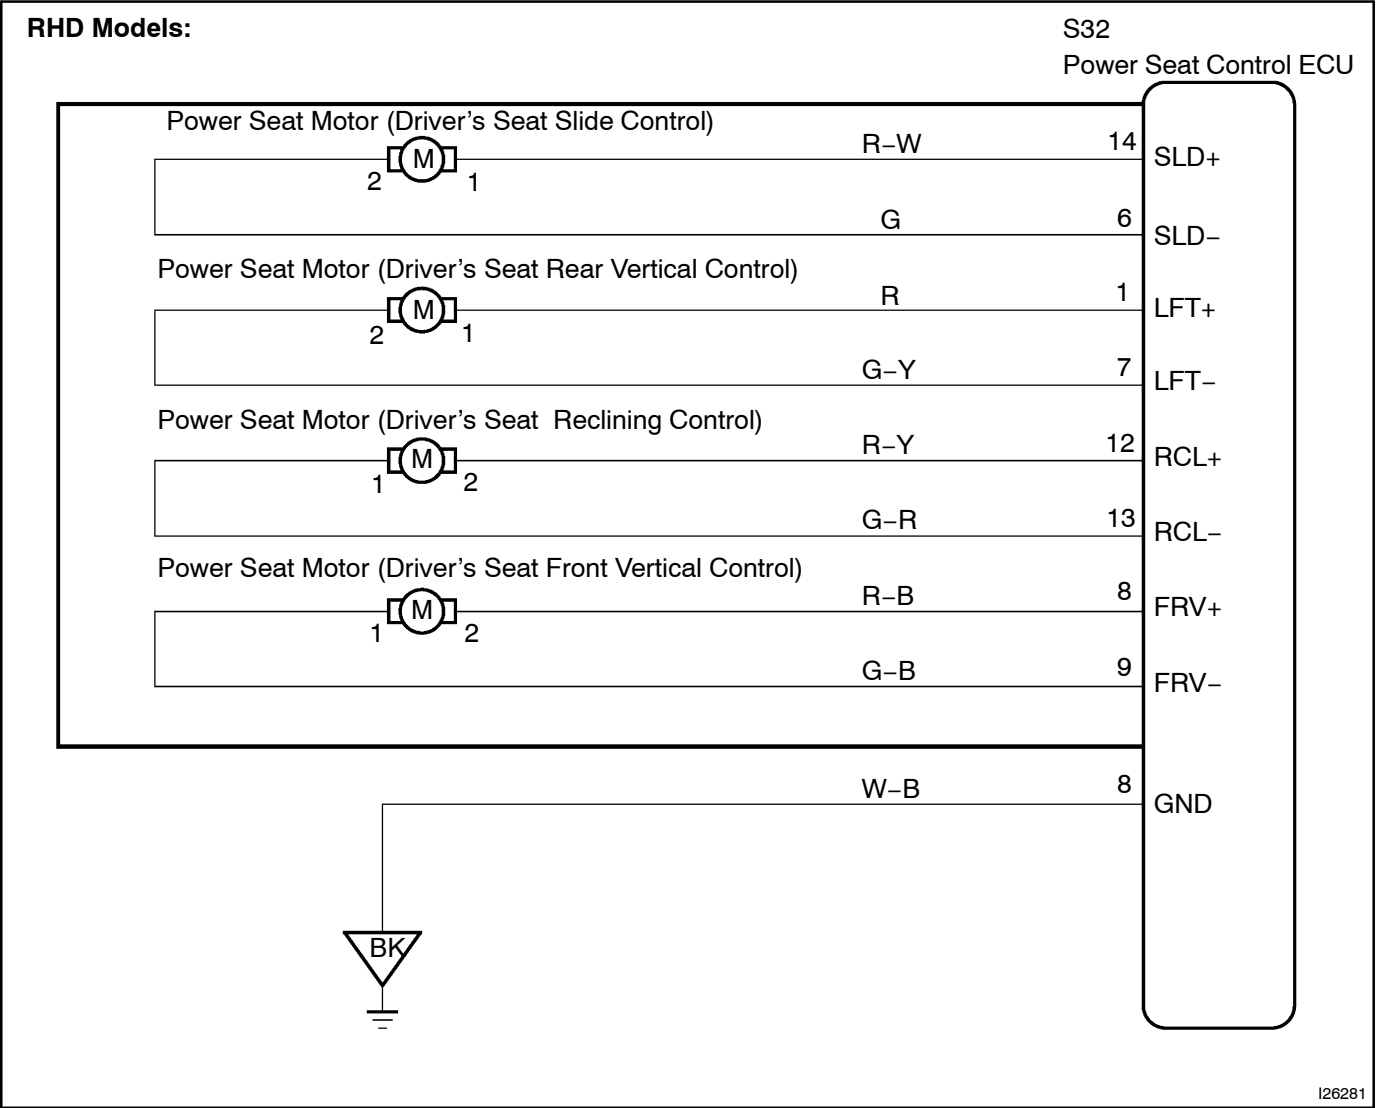 RHD Models:
S32
Power Seat Control ECU
Power Seat Motor (Driver’s Seat Slide Control)
M
2
1
R−W
14
SLD+
G
6
SLD−
Power Seat Motor (Driver’s Seat Rear Vertical Control)
M
2
1
R
1
LFT+
G−Y
7
LFT−
Power Seat Motor (Driver’s Seat  Reclining Control)
M
1
2
R−Y
12
RCL+
G−R
13
RCL−
Power Seat Motor (Driver’s Seat Front Vertical Control)
M
1
2
R−B
8
FRV+
G−B
9
FRV−
W−B
8
GND
BK
I26281